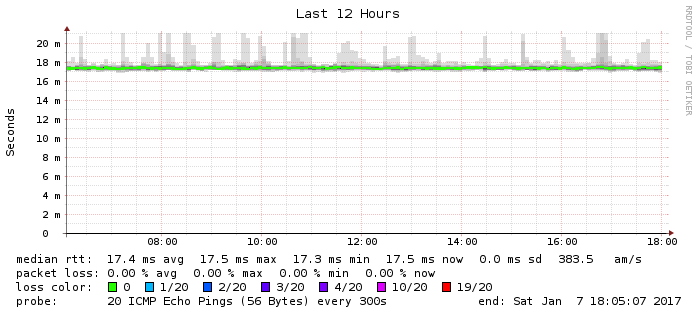 Last 12 Hours
RRDTOOL / TOBI OETIKER
Seconds
20 m
18 m
16 m
14 m
12 m
10 m
8 m
6 m
4 m
2 m
0
08:00 10:00 12:00 14:00 16:00 18:00
median rtt: 17.4 ms avg 17.5 ms max 17.3 ms min 17.5 ms now 0.0 ms sd 383.5 am/s
packet loss: 0.00 % avg 0.00 % max 0.00 % min 0.00 % now
loss color: 0 1/20 2/20 3/20 4/20 10/20 19/20
probe: 20 ICMP Echo Pings (56 Bytes) every 300s end: Sat Jan 7 18:05:07 2017